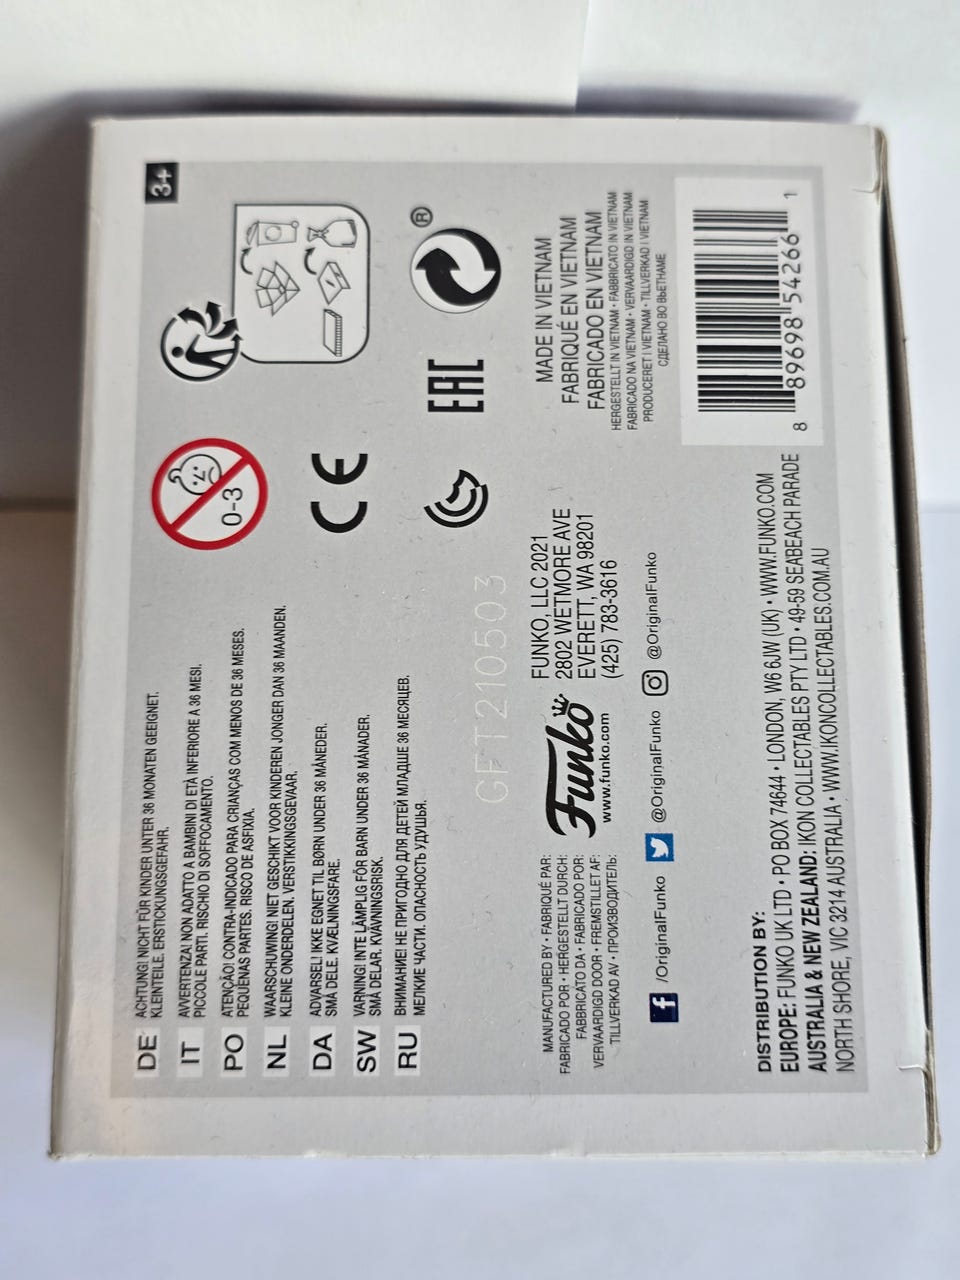 DE
ACHTUNG! NICHT FÜR KINDER UNTER 36 MONATEN GEEIGNET.
KLEINTEILE. ERSTICKUNGSGEFAHR.
IT
AVVERTENZA! NON ADATTO A BAMBINI DI ETÀ INFERIORE A 36 MESI.
PICCOLE PARTI. RISCHIO DI SOFFOCAMENTO.
PO
ATENÇÃO! CONTRA-INDICADO PARA CRIANÇAS COM MENOS DE 36 MESES.
PEQUENAS PARTES. RISCO DE ASFIXIA.
NL
WAARSCHUWING! NIET GESCHIKT VOOR KINDEREN JONGER DAN 36 MAANDEN.
KLEINE ONDERDELEN. VERSTIKKINGSGEVAAR.
DA
ADVARSEL! IKKE EGNET TIL BØRN UNDER 36 MÅNEDER.
SMÅ DELE. KVÆLNINGSFARE.
SW
VARNING! INTE LÄMPLIG FÖR BARN UNDER 36 MÅNADER.
SMÅ DELAR. KVÄVNINGSRISK.
RU
ВНИМАНИЕ! НЕ ПРИГОДНО ДЛЯ ДЕТЕЙ МЛАДШЕ 36 МЕСЯЦЕВ.
МЕЛКИЕ ЧАСТИ. ОПАСНОСТЬ УДУШЬЯ.
0-3
3+
CE
EAC
®
GFT210503
MANUFACTURED BY • FABRIQUÉ PAR:
FABRICADO POR • HERGESTELLT DURCH:
FABBRICATO DA • FABRICADO POR:
VERVAARDIGD DOOR • FREMSTILLET AF:
TILLVERKAD AV • ПРОИЗВОДИТЕЛЬ:
Funko
www.funko.com
FUNKO, LLC 2021
2802 WETMORE AVE
EVERETT, WA 98201
(425) 783-3616
/OriginalFunko
@OriginalFunko
@OriginalFunko
MADE IN VIETNAM
FABRIQUÉ EN VIETNAM
FABRICADO EN VIETNAM
HERGESTELLT IN VIETNAM • FABBRICATO IN VIETNAM
FABRICADO NA VIETNAM • VERVAARDIGD IN VIETNAM
PRODUCERET I VIETNAM • TILLVERKAD I VIETNAM
СДЕЛАНО ВО ВЬЕТНАМЕ
DISTRIBUTION BY:
EUROPE: FUNKO UK LTD • PO BOX 74644 • LONDON, W6 6JW (UK) • WWW.FUNKO.COM
AUSTRALIA & NEW ZEALAND: IKON COLLECTABLES PTY LTD • 49-59 SEABEACH PARADE
NORTH SHORE, VIC 3214 AUSTRALIA • WWW.IKONCOLLECTABLES.COM.AU
8 89698 54266 1